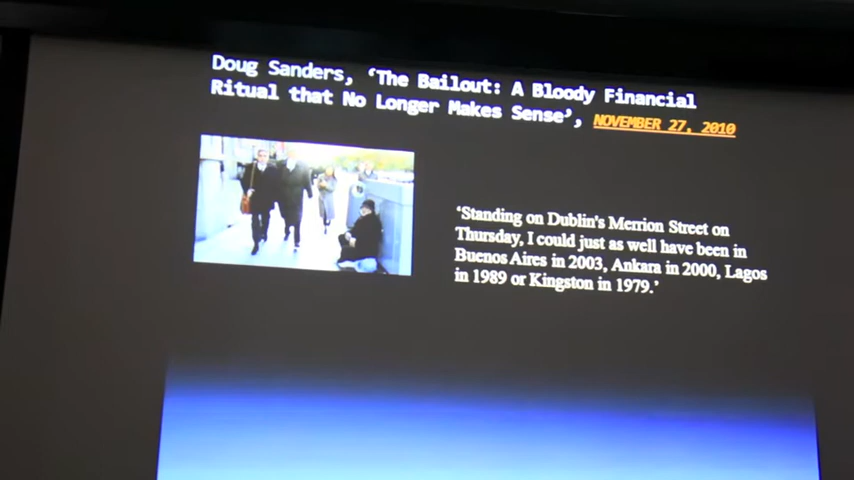 Doug Sanders, ‘The Bailout: A Bloody Financial
Ritual that No Longer Makes Sense’, NOVEMBER 27, 2010
‘Standing on Dublin's Merrion Street on
Thursday, I could just as well have been in
Buenos Aires in 2003, Ankara in 2000, Lagos
in 1989 or Kingston in 1979.’